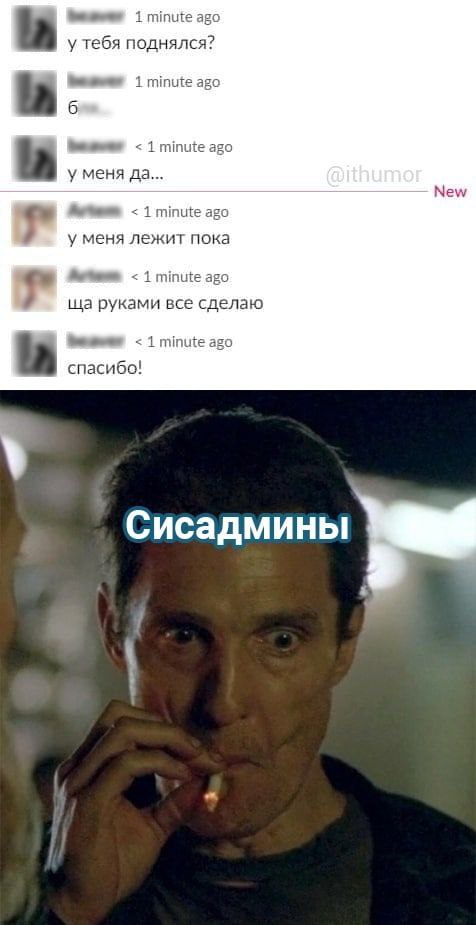 1 minute ago
у тебя поднялся?
1 minute ago
б
< 1 minute ago
у меня да...
@ithumor
New
< 1 minute ago
у меня лежит пока
< 1 minute ago
ща руками все сделаю
< 1 minute ago
спасибо!
Сисадмины